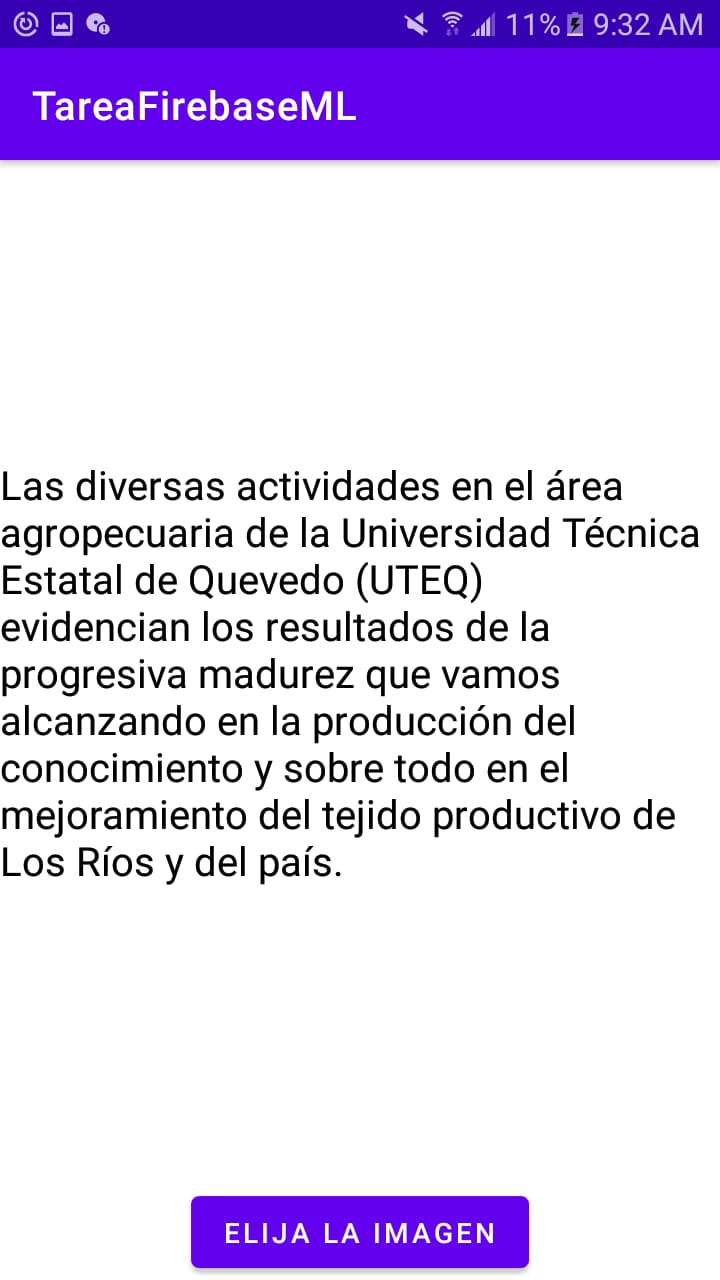 11% 9:32 AM
TareaFirebaseML
Las diversas actividades en el área
agropecuaria de la Universidad Técnica
Estatal de Quevedo (UTEQ)
evidencian los resultados de la
progresiva madurez que vamos
alcanzando en la producción del
conocimiento y sobre todo en el
mejoramiento del tejido productivo de
Los Ríos y del país.
ELIJA LA IMAGEN